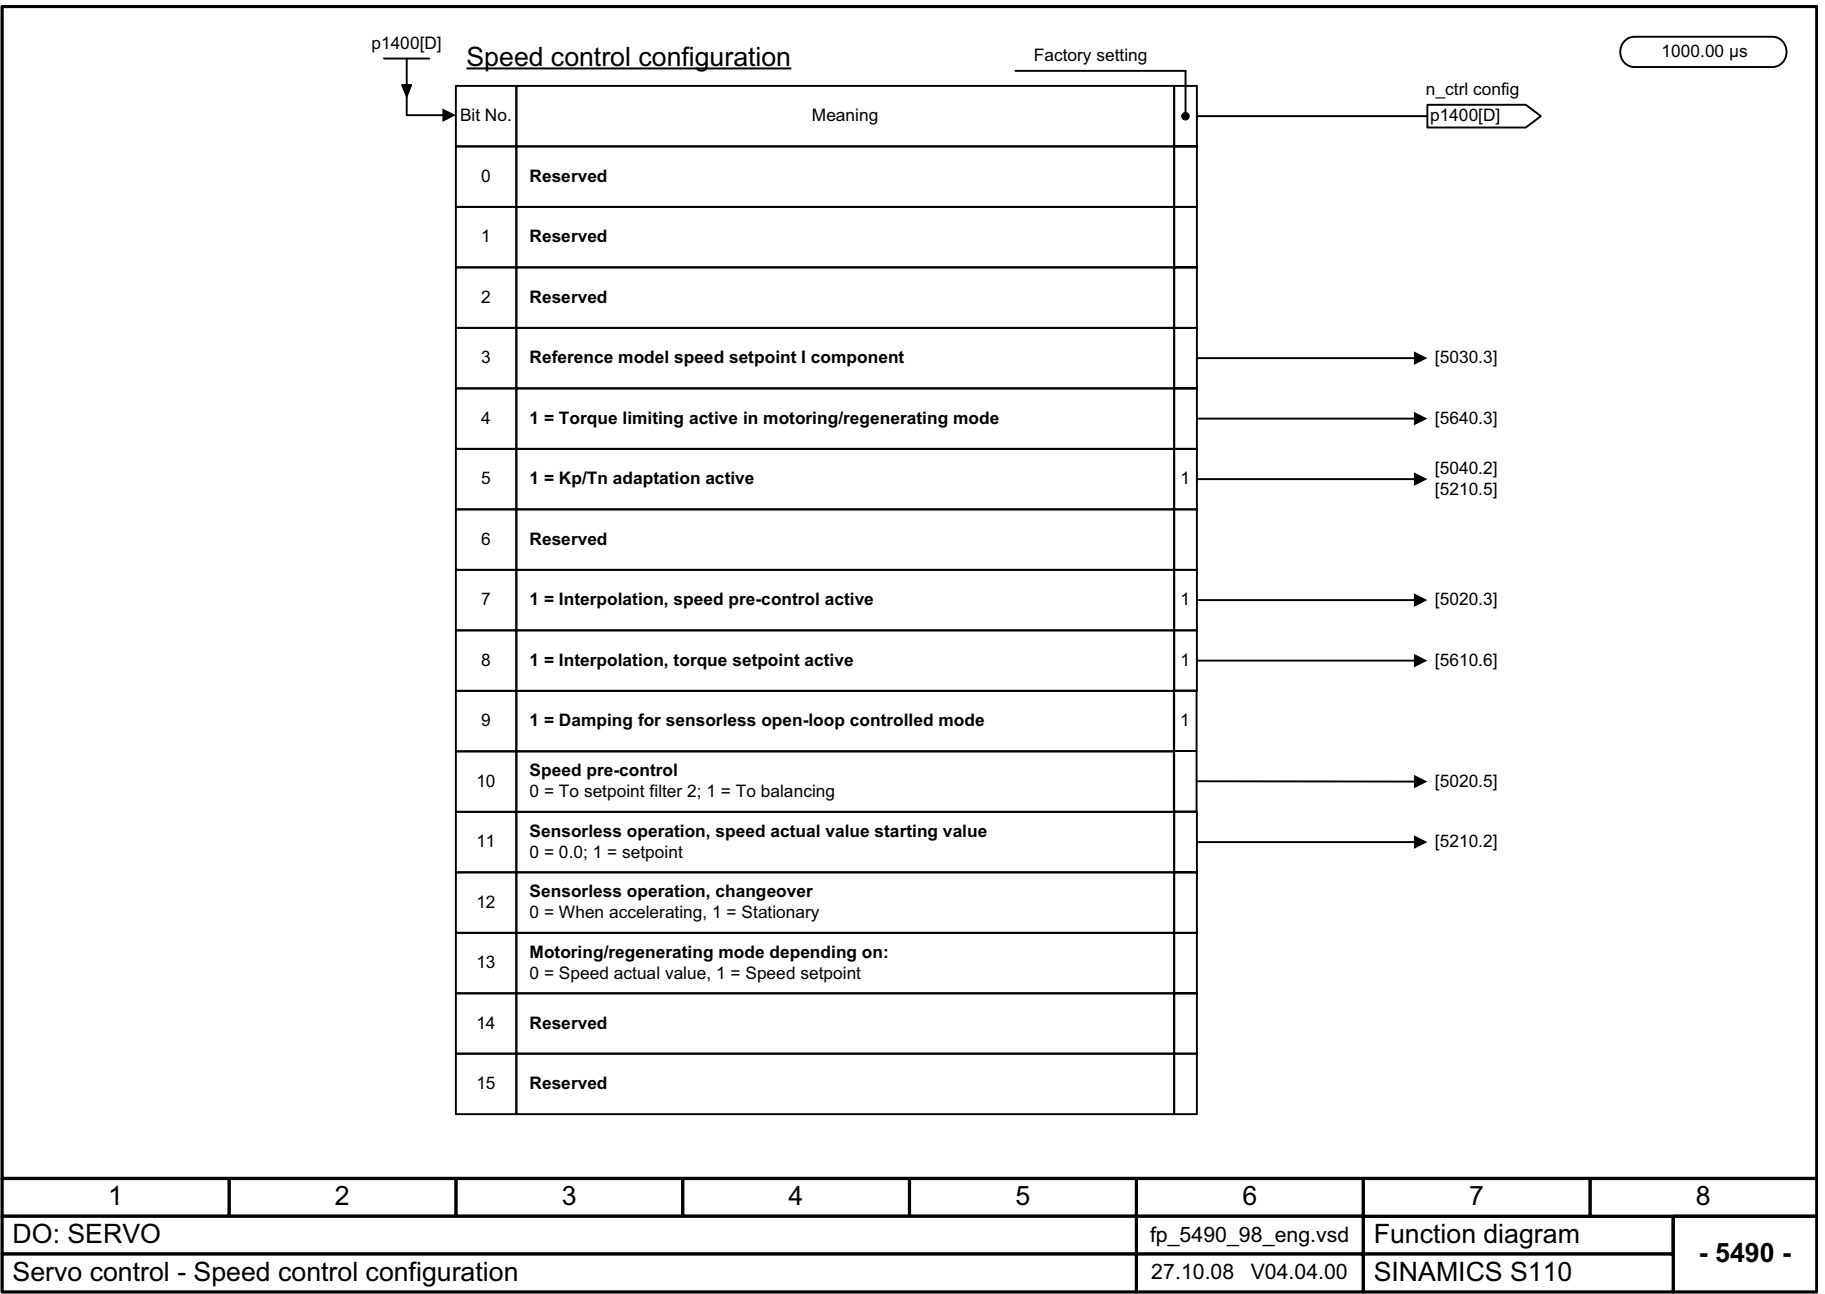 p1400[D]
Speed control configuration
Factory setting
1000.00 µs
n_ctrl config
p1400[D]
Bit No. Meaning
0 Reserved
1 Reserved
2 Reserved
3 Reference model speed setpoint I component [5030.3]
4 1 = Torque limiting active in motoring/regenerating mode [5640.3]
5 1 = Kp/Tn adaptation active 1 [5040.2]
[5210.5]
6 Reserved
7 1 = Interpolation, speed pre-control active 1 [5020.3]
8 1 = Interpolation, torque setpoint active 1 [5610.6]
9 1 = Damping for sensorless open-loop controlled mode 1
10 Speed pre-control
0 = To setpoint filter 2; 1 = To balancing [5020.5]
11 Sensorless operation, speed actual value starting value
0 = 0.0; 1 = setpoint [5210.2]
12 Sensorless operation, changeover
0 = When accelerating, 1 = Stationary
13 Motoring/regenerating mode depending on:
0 = Speed actual value, 1 = Speed setpoint
14 Reserved
15 Reserved
1 2 3 4 5 6 7 8
DO: SERVO fp_5490_98_eng.vsd Function diagram
- 5490 -
Servo control - Speed control configuration 27.10.08 V04.04.00 SINAMICS S110